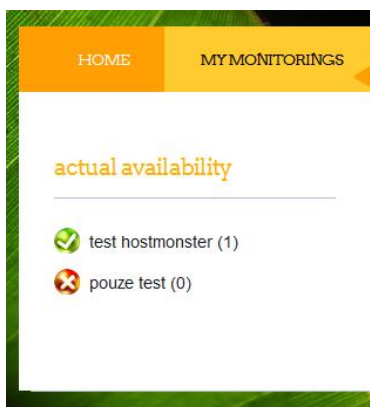 HOME
MY MONITORINGS
actual availability
test hostmonster (1)
pouze test (0)